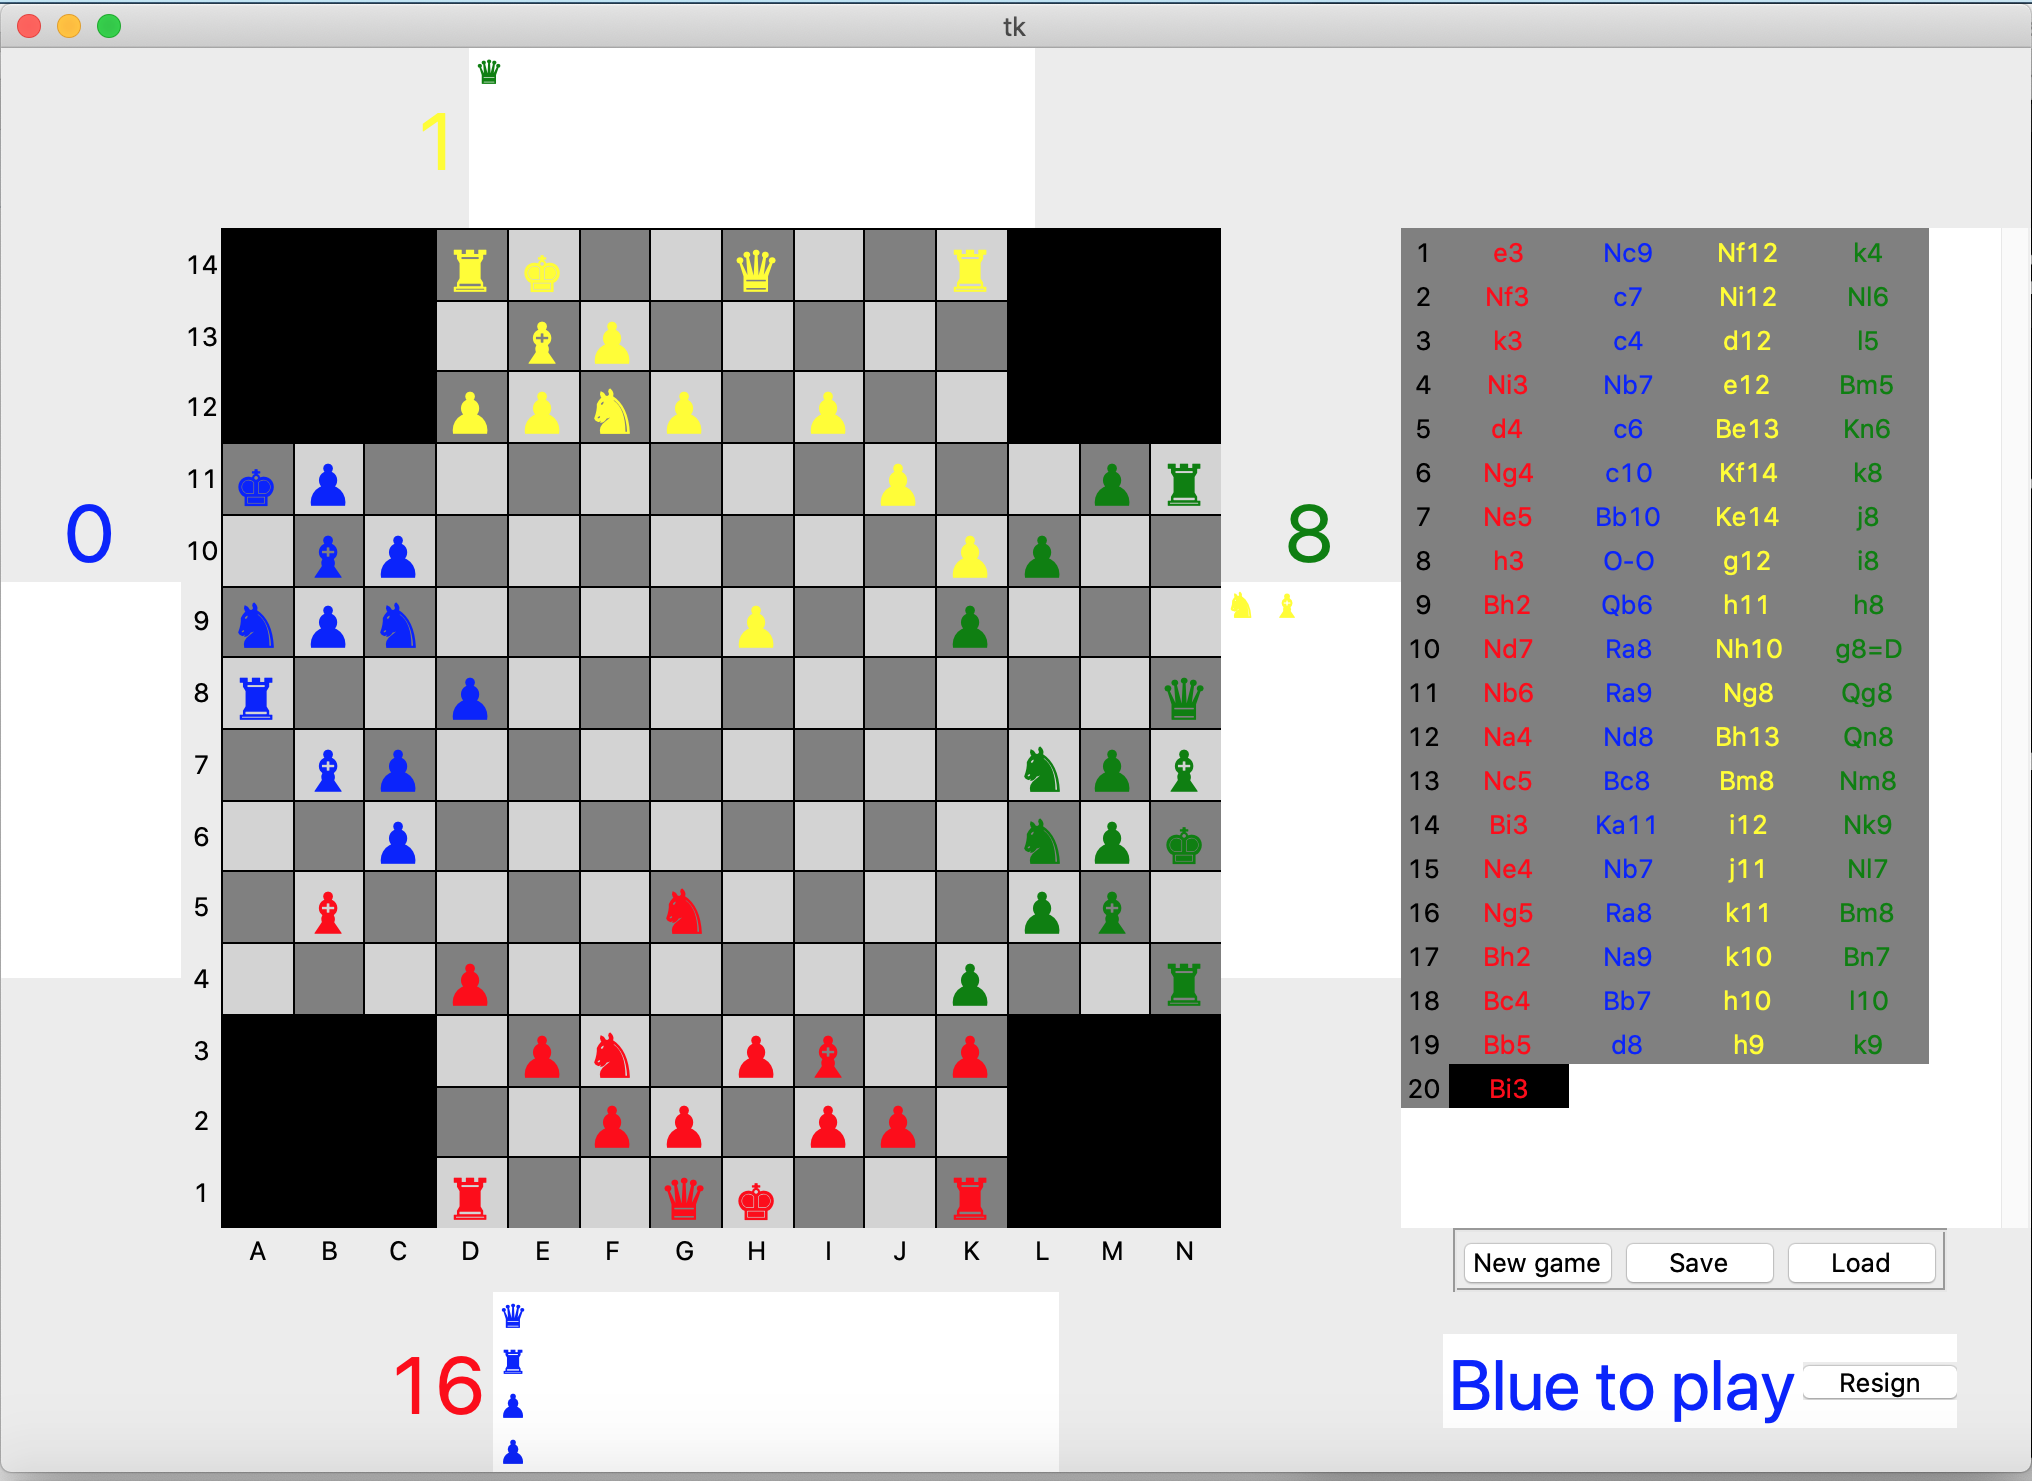 tk
1
14
13
12
11
10
9
8
7
6
5
4
3
2
1
0
8
A B C D E F G H I J K L M N
16
1 e3 Nc9 Nf12 k4
2 Nf3 c7 Ni12 Nl6
3 k3 c4 d12 l5
4 Ni3 Nb7 e12 Bm5
5 d4 c6 Be13 Kn6
6 Ng4 c10 Kf14 k8
7 Ne5 Bb10 Ke14 j8
8 h3 O-O g12 i8
9 Bh2 Qb6 h11 h8
10 Nd7 Ra8 Nh10 g8=D
11 Nb6 Ra9 Ng8 Qg8
12 Na4 Nd8 Bh13 Qn8
13 Nc5 Bc8 Bm8 Nm8
14 Bi3 Ka11 i12 Nk9
15 Ne4 Nb7 j11 Nl7
16 Ng5 Ra8 k11 Bm8
17 Bh2 Na9 k10 Bn7
18 Bc4 Bb7 h10 l10
19 Bb5 d8 h9 k9
20 Bi3
New game Save Load
Blue to play Resign